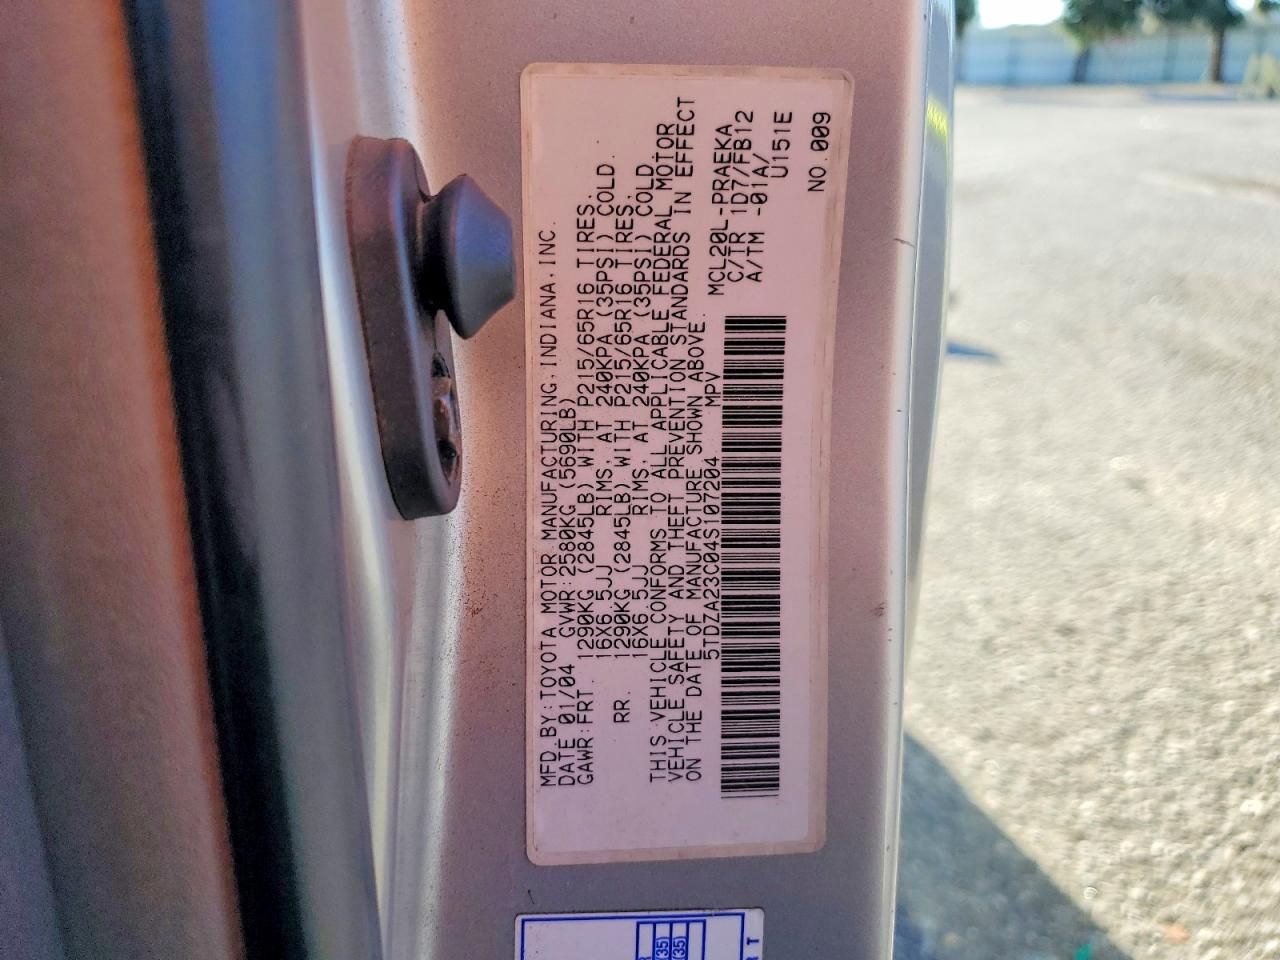 MFD.BY:TOYOTA MOTOR MANUFACTURING,INDIANA,INC.
DATE 01/04 GVWR:2580KG(5690LB)
GAWR:FRT. 1290KG (2845LB) WITH P215/65R16 TIRES.
16X6.5JJ RIMS, AT 240KPA (35PSI) COLD.
RR. 1290KG (2845LB) WITH P215/65R16 TIRES.
16X6.5JJ RIMS, AT 240KPA (35PSI) COLD.
THIS VEHICLE CONFORMS TO ALL APPLICABLE FEDERAL MOTOR
VEHICLE SAFETY AND THEFT PREVENTION STANDARDS IN EFFECT
ON THE DATE OF MANUFACTURE SHOWN ABOVE.
5TDZA23C04S107204 MPV MCL20L-PRAEKA
C/TR 1D7/FB12
A/TM -01A/
U151E
NO.009
(35)
(35)